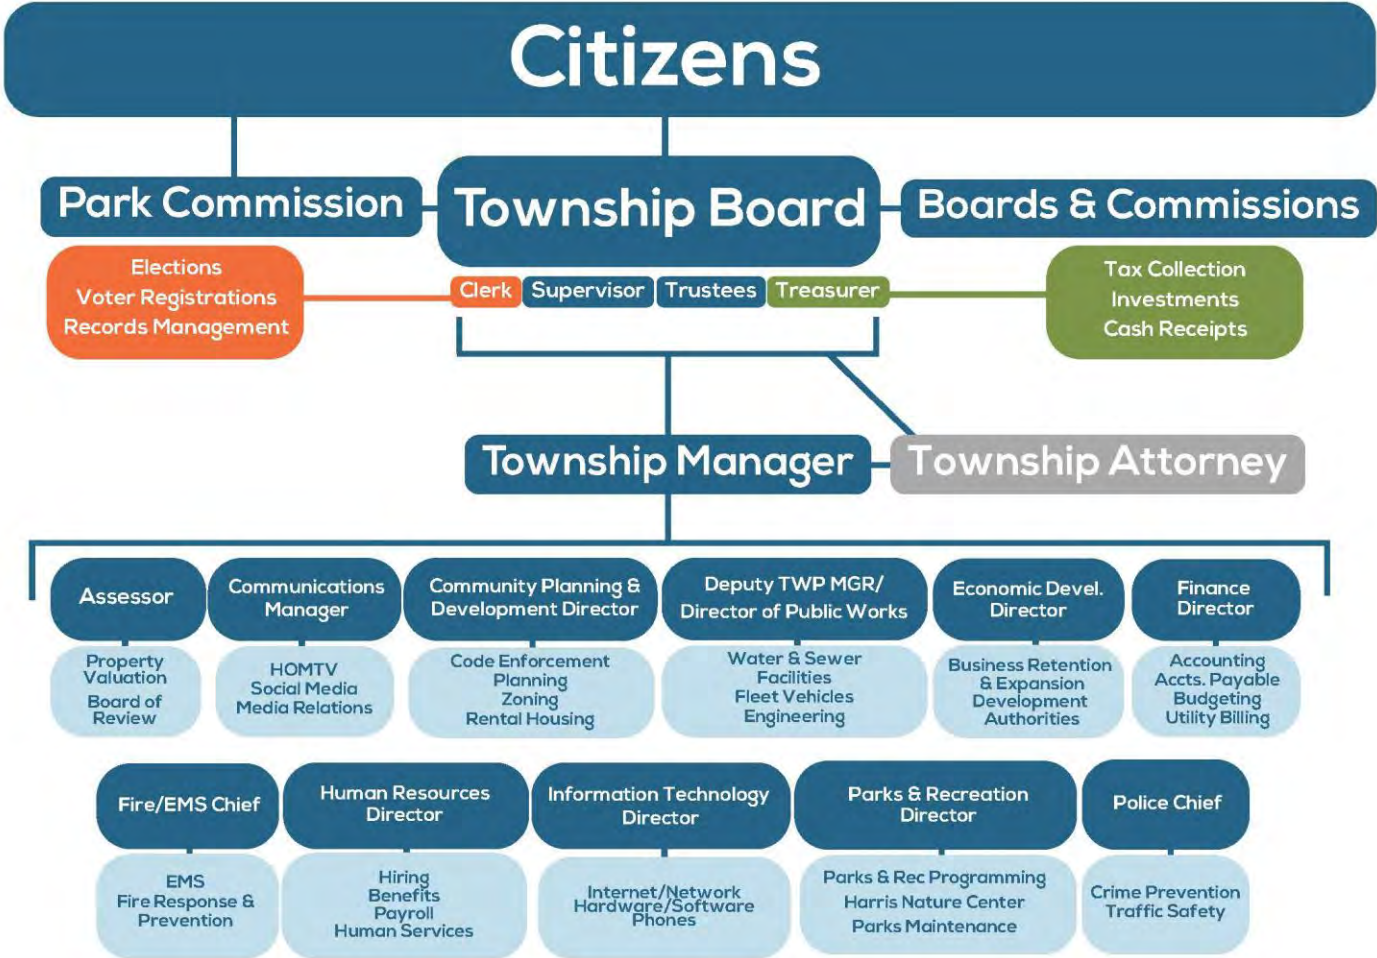 Citizens
Park Commission
Township Board
Boards & Commissions
Elections
Voter Registrations
Records Management
Clerk
Supervisor
Trustees
Treasurer
Tax Collection
Investments
Cash Receipts
Township Manager
Township Attorney
Assessor
Property
Valuation
Board of
Review
Communications
Manager
HOMTV
Social Media
Media Relations
Community Planning &
Development Director
Code Enforcement
Planning
Zoning
Rental Housing
Deputy TWP MGR/
Director of Public Works
Water & Sewer
Facilities
Fleet Vehicles
Engineering
Economic Devel.
Director
Business Retention
& Expansion
Development
Authorities
Finance
Director
Accounting
Accts. Payable
Budgeting
Utility Billing
Fire/EMS Chief
EMS
Fire Response &
Prevention
Human Resources
Director
Hiring
Benefits
Payroll
Human Services
Information Technology
Director
Internet/Network
Hardware/Software
Phones
Parks & Recreation
Director
Parks & Rec Programming
Harris Nature Center
Parks Maintenance
Police Chief
Crime Prevention
Traffic Safety